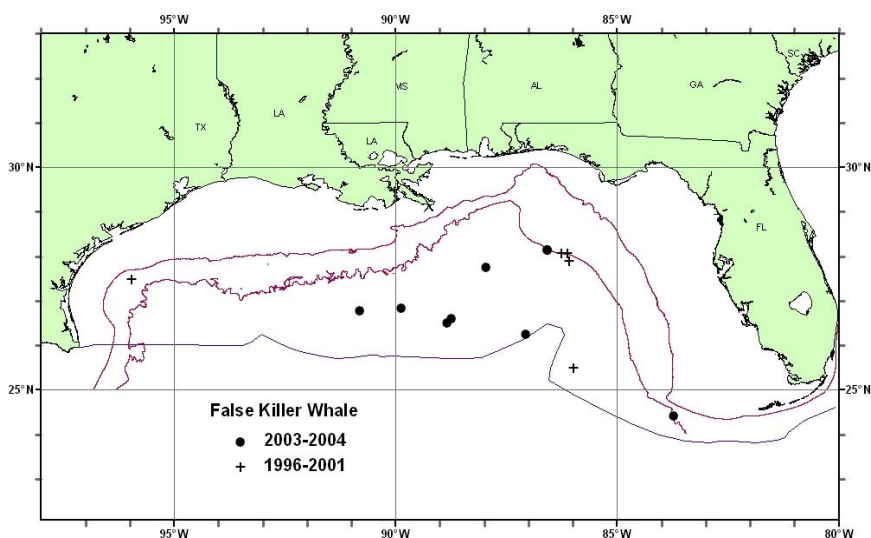 95°W 90°W 85°W 80°W
SC
MS AL GA
LA
TX LA
30°N 30°N
FL
25°N 25°N
False Killer Whale
2003-2004
1996-2001
95°W 90°W 85°W 80°W